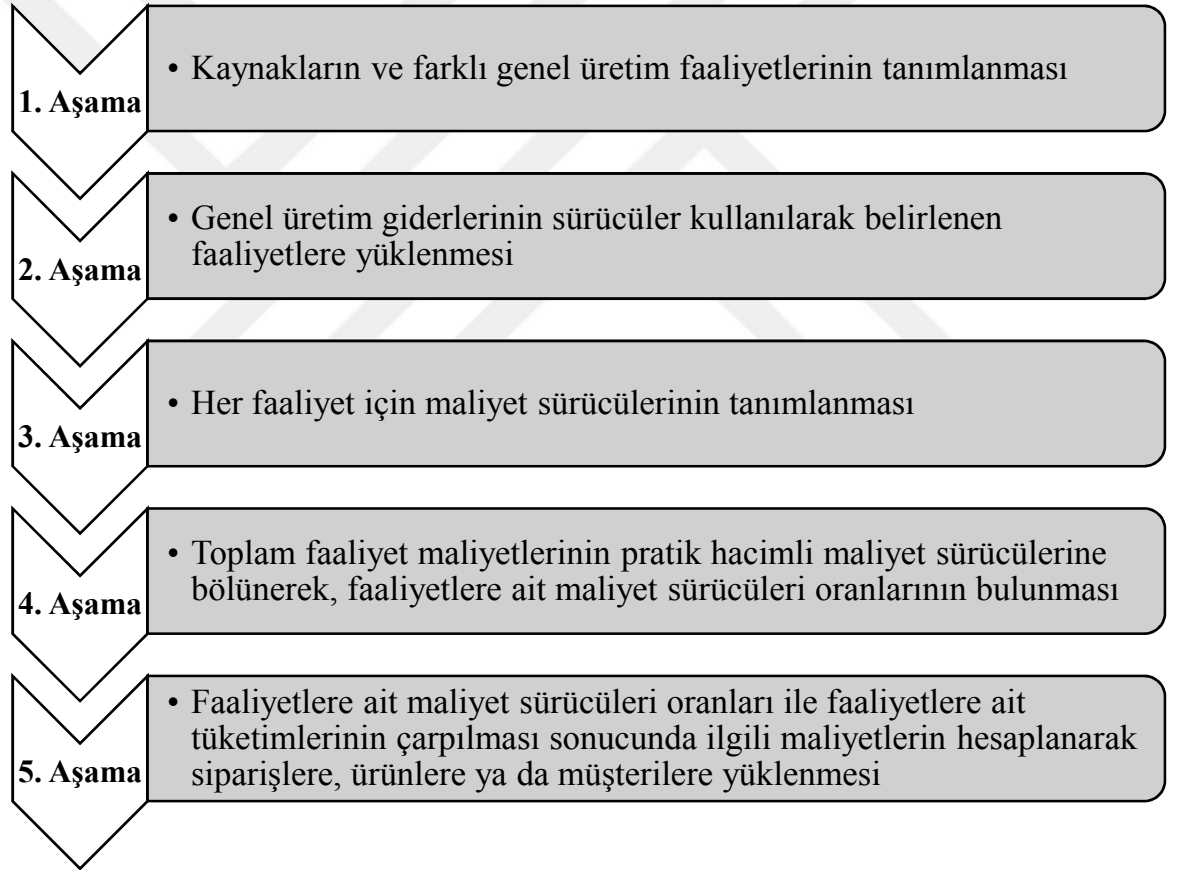 1. Aşama
• Kaynakların ve farklı genel üretim faaliyetlerinin tanımlanması
2. Aşama
• Genel üretim giderlerinin sürücüler kullanılarak belirlenen
faaliyetlere yüklenmesi
3. Aşama
• Her faaliyet için maliyet sürücülerinin tanımlanması
4. Aşama
• Toplam faaliyet maliyetlerinin pratik hacimli maliyet sürücülerine
bölünerek, faaliyetlere ait maliyet sürücüleri oranlarının bulunması
5. Aşama
• Faaliyetlere ait maliyet sürücüleri oranları ile faaliyetlere ait
tüketimlerinin çarpılması sonucunda ilgili maliyetlerin hesaplanarak
siparişlere, ürünlere ya da müşterilere yüklenmesi